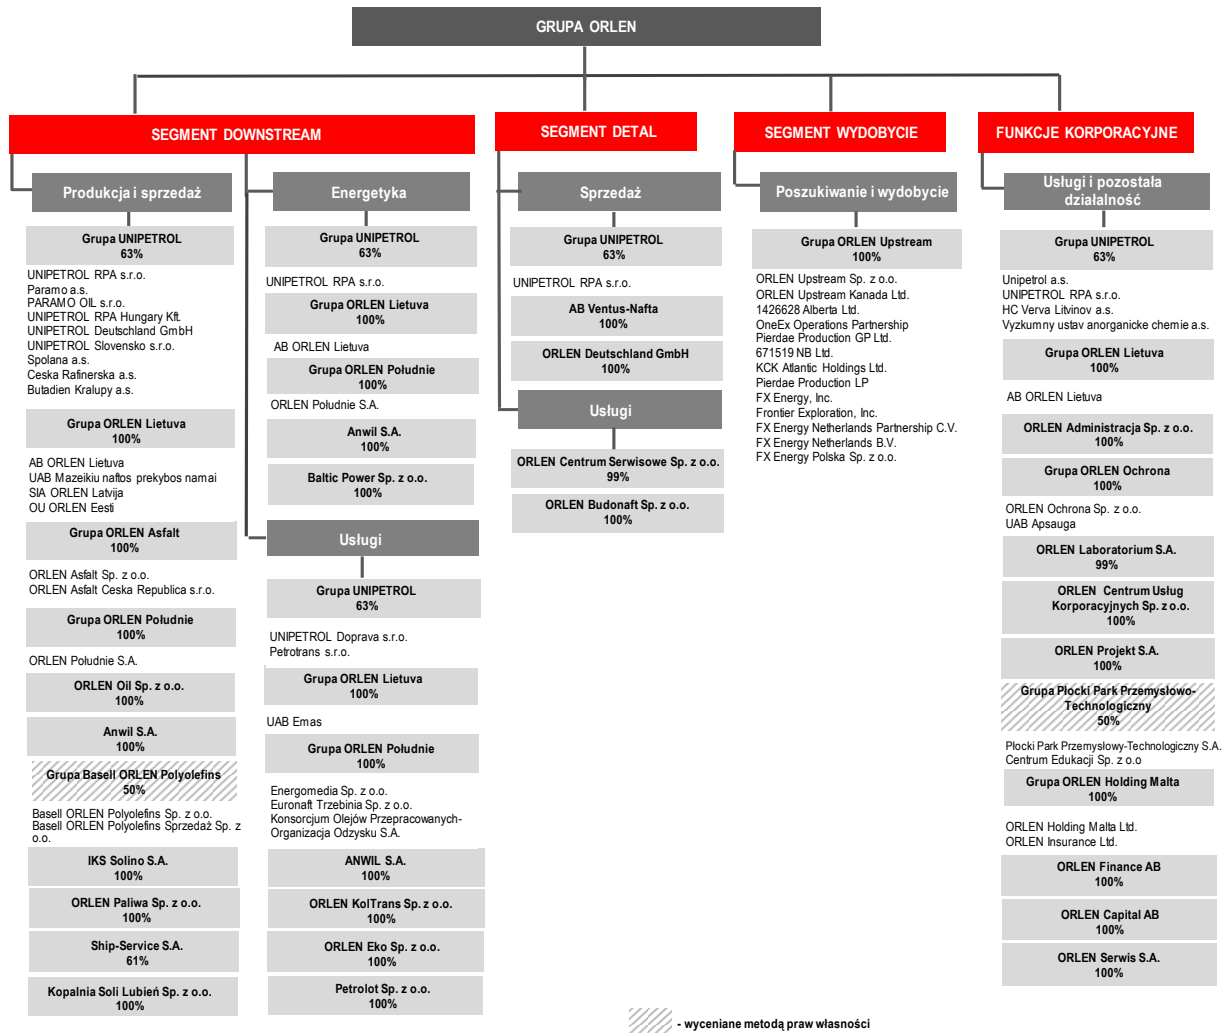 GRUPA ORLEN
SEGMENT DOWNSTREAM
Produkcja i sprzedaż
Grupa UNIPETROL
63%
UNIPETROL RPA s.r.o.
Paramo a.s.
PARAMO OIL s.r.o.
UNIPETROL RPA Hungary Kft.
UNIPETROL Deutschland GmbH
UNIPETROL Slovensko s.r.o.
Spolana a.s.
Ceska Rafinerska a.s.
Butadien Kralupy a.s.
Grupa ORLEN Lietuva
100%
AB ORLEN Lietuva
UAB Mazeikiu naftos prekybos namai
SIA ORLEN Latvija
OU ORLEN Eesti
Grupa ORLEN Asfalt
100%
ORLEN Asfalt Sp. z o.o.
ORLEN Asfalt Ceska Republica s.r.o.
Grupa ORLEN Południe
100%
ORLEN Południe S.A.
ORLEN Oil Sp. z o.o.
100%
Anwil S.A.
100%
Grupa Basell ORLEN Polyolefins
50%
Basell ORLEN Polyolefins Sp. z o.o.
Basell ORLEN Polyolefins Sprzedaż Sp. z
o.o.
IKS Solino S.A.
100%
ORLEN Paliwa Sp. z o.o.
100%
Ship-Service S.A.
61%
Kopalnia Soli Lubień Sp. z o.o.
100%
Energetyka
Grupa UNIPETROL
63%
UNIPETROL RPA s.r.o.
Grupa ORLEN Lietuva
100%
AB ORLEN Lietuva
Grupa ORLEN Południe
100%
ORLEN Południe S.A.
Anwil S.A.
100%
Baltic Power Sp. z o.o.
100%
Usługi
Grupa UNIPETROL
63%
UNIPETROL Doprava s.r.o.
Petrotrans s.r.o.
Grupa ORLEN Lietuva
100%
UAB Emas
Grupa ORLEN Południe
100%
Energomedia Sp. z o.o.
Euronaft Trzebinia Sp. z o.o.
Konsorcjum Olejów Przepracowanych-
Organizacja Odzysku S.A.
ANWIL S.A.
100%
ORLEN KolTrans Sp. z o.o.
100%
ORLEN Eko Sp. z o.o.
100%
Petrolot Sp. z o.o.
100%
SEGMENT DETAL
Sprzedaż
Grupa UNIPETROL
63%
UNIPETROL RPA s.r.o.
AB Ventus-Nafta
100%
ORLEN Deutschland GmbH
100%
Usługi
ORLEN Centrum Serwisowe Sp. z o.o.
99%
ORLEN Budonaft Sp. z o.o.
100%
SEGMENT WYDOBYCIE
Poszukiwanie i wydobycie
Grupa ORLEN Upstream
100%
ORLEN Upstream Sp. z o.o.
ORLEN Upstream Kanada Ltd.
1426628 Alberta Ltd.
OneEx Operations Partnership
Pierdae Production GP Ltd.
671519 NB Ltd.
KCK Atlantic Holdings Ltd.
Pierdae Production LP
FX Energy, Inc.
Frontier Exploration, Inc.
FX Energy Netherlands Partnership C.V.
FX Energy Netherlands B.V.
FX Energy Polska Sp. z o.o.
FUNKCJE KORPORACYJNE
Usługi i pozostała
działalność
Grupa UNIPETROL
63%
Unipetrol a.s.
UNIPETROL RPA s.r.o.
HC Verva Litvinov a.s.
Vyzkumny ustav anorganicke chemie a.s.
Grupa ORLEN Lietuva
100%
AB ORLEN Lietuva
ORLEN Administracja Sp. z o.o.
100%
Grupa ORLEN Ochrona
100%
ORLEN Ochrona Sp. z o.o.
UAB Apsauga
ORLEN Laboratorium S.A.
99%
ORLEN Centrum Usług
Korporacyjnych Sp. z o.o.
100%
ORLEN Projekt S.A.
100%
Grupa Płocki Park Przemysłowo-
Technologiczny
50%
Płocki Park Przemysłowy-Technologiczny S.A.
Centrum Edukacji Sp. z o.o
Grupa ORLEN Holding Malta
100%
ORLEN Holding Malta Ltd.
ORLEN Insurance Ltd.
ORLEN Finance AB
100%
ORLEN Capital AB
100%
ORLEN Serwis S.A.
100%
- wyceniane metodą praw własności